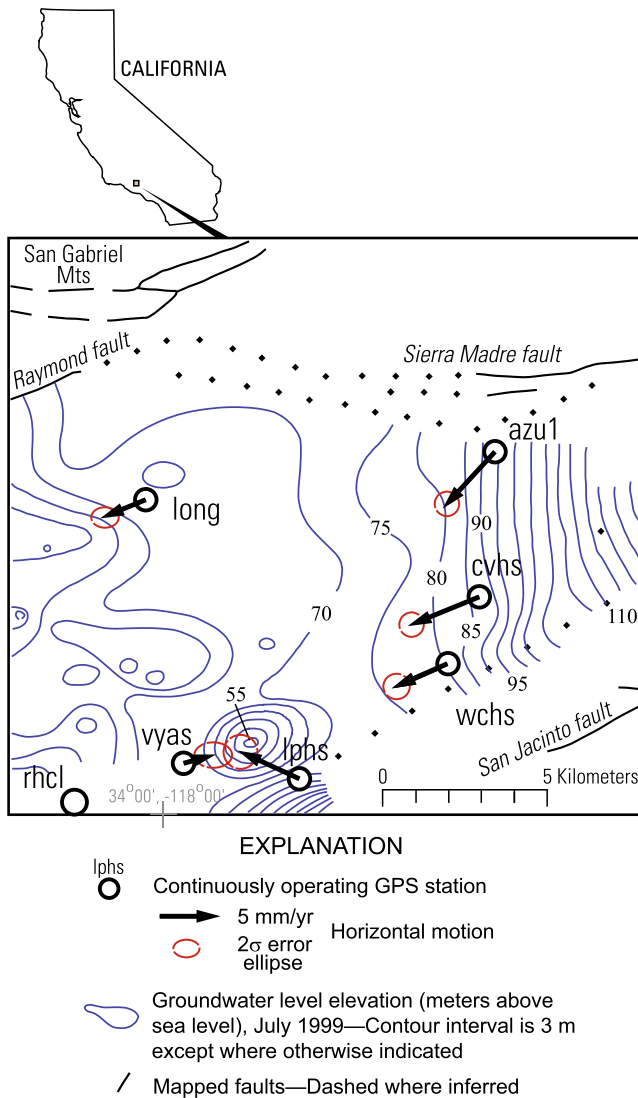 CALIFORNIA
San Gabriel
Mts
Raymond fault
Sierra Madre fault
azu1
long
75
90
cvhs
80
70
85
110
95
wchs
55
vyas
lphs
San Jacinto fault
rhcl
34°00', -118°00'
0
5 Kilometers
EXPLANATION
lphs
Continuously operating GPS station
5 mm/yr
Horizontal motion
2σ error
ellipse
Groundwater level elevation (meters above
sea level), July 1999—Contour interval is 3 m
except where otherwise indicated
Mapped faults—Dashed where inferred